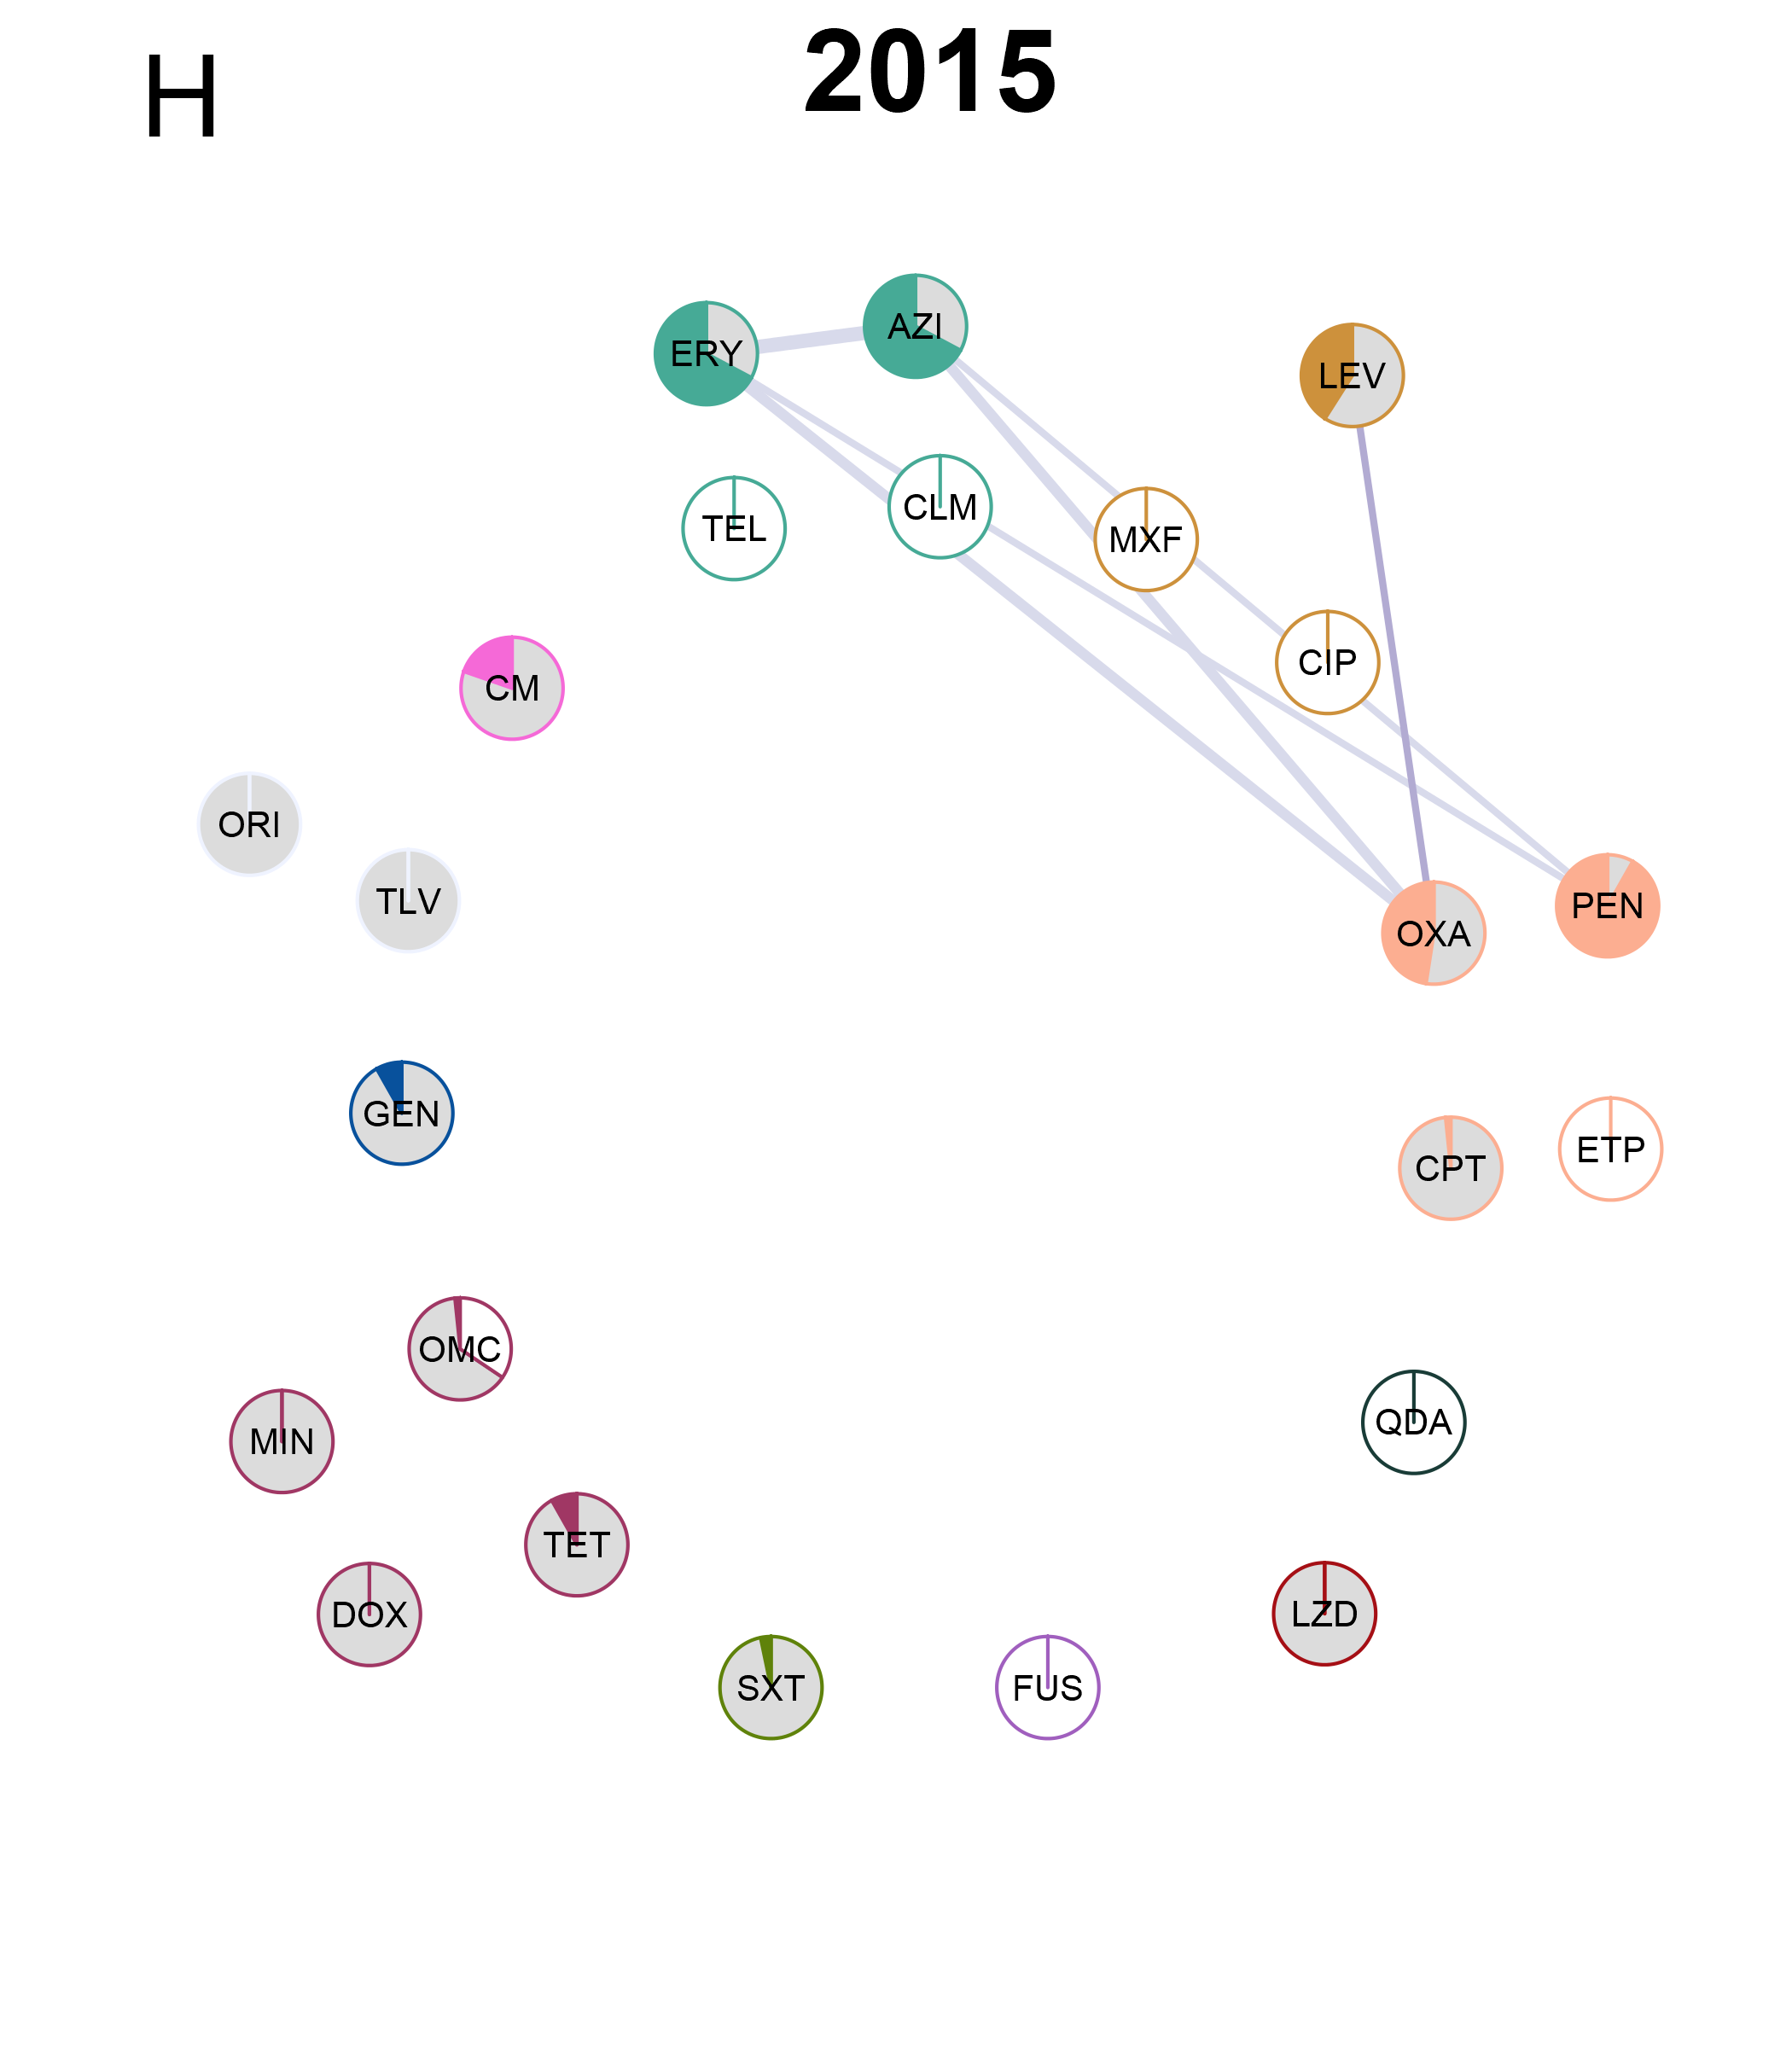 H
2015
AZI
ERY
LEV
CLM
TEL
MXF
CIP
CM
ORI
TLV
PEN
OXA
GEN
ETP
CPT
OMC
QDA
MIN
TET
LZD
DOX
SXT
FUS